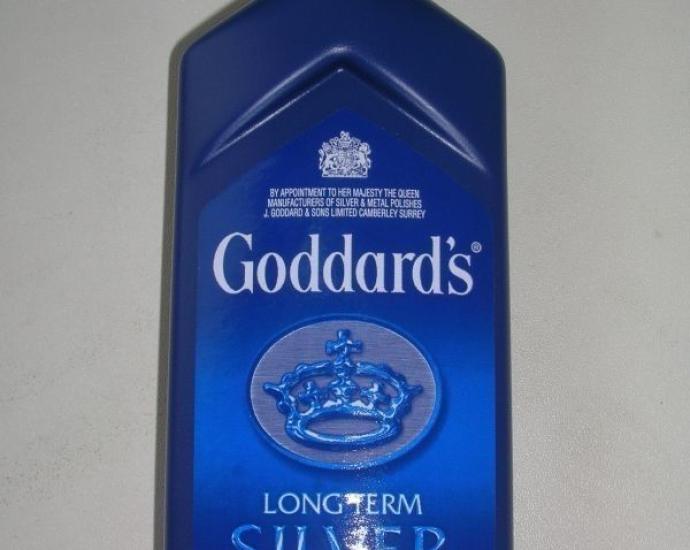 BY APPOINTMENT TO HER MAJESTY THE QUEEN
MANUFACTURERS OF SILVER & METAL POLISHES
J. GODDARD & SONS LIMITED CAMBERLEY SURREY
Goddard's®
LONG TERM
SILVER